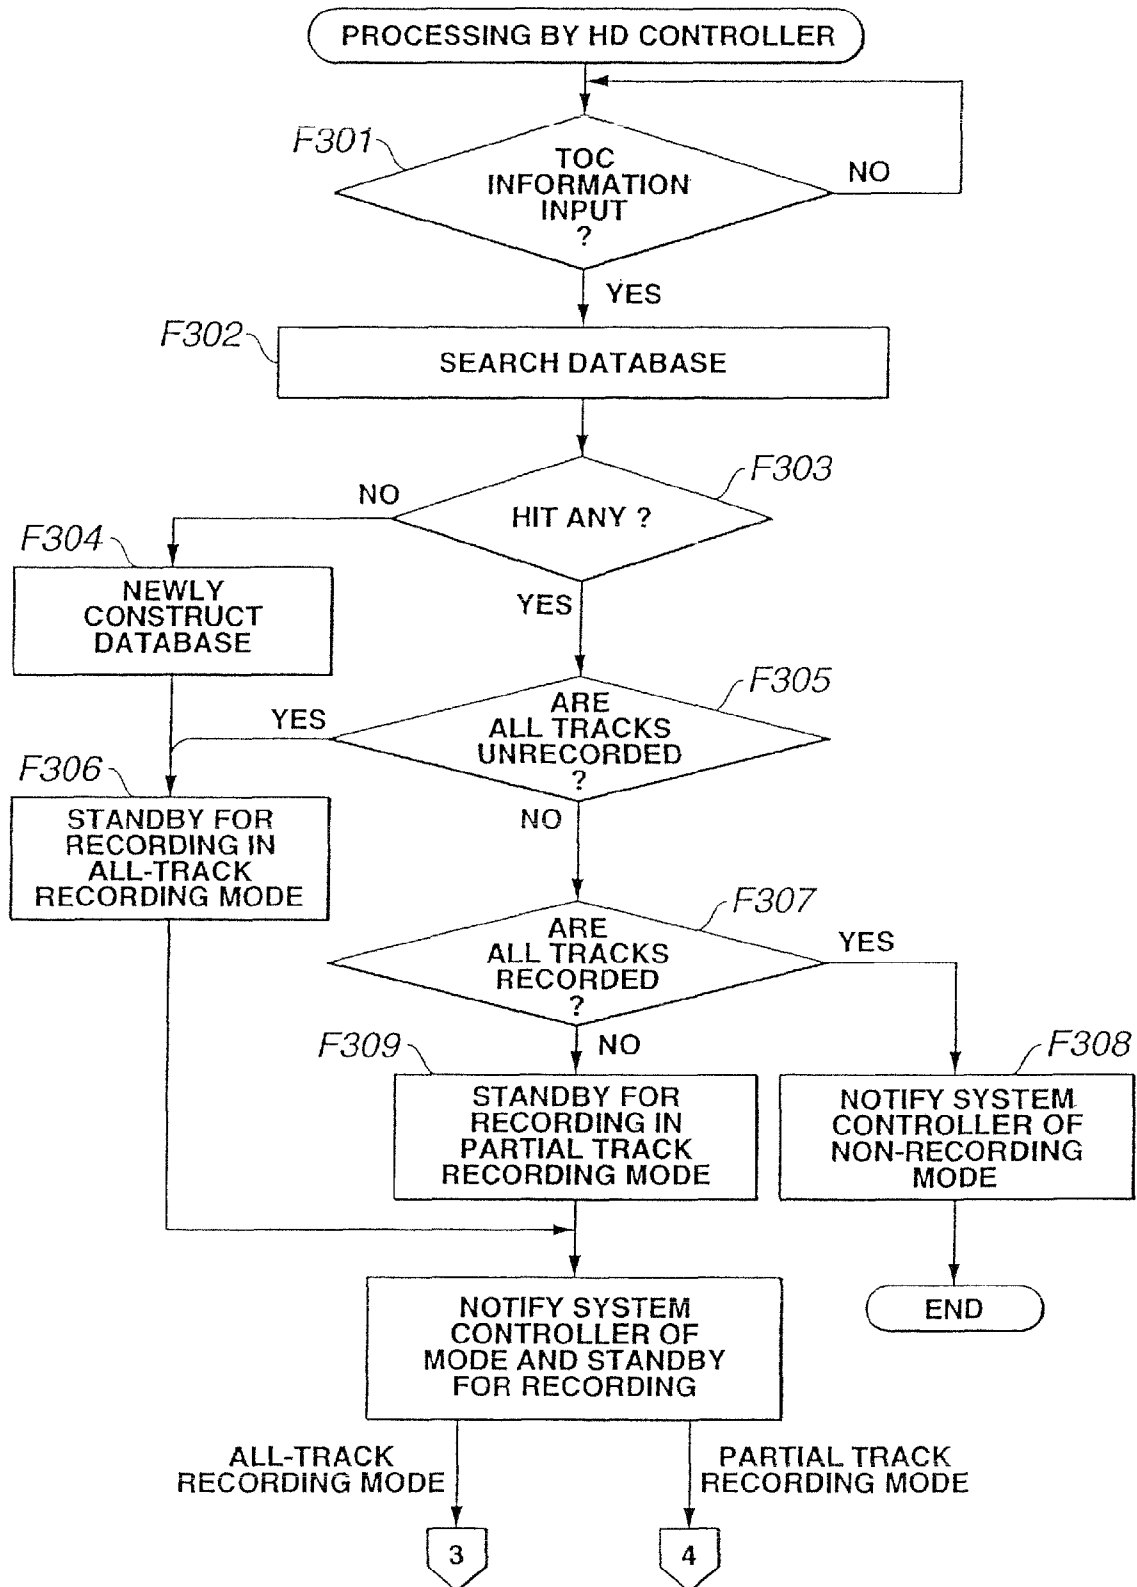 PROCESSING BY HD CONTROLLER
F301
TOC
INFORMATION
INPUT
?
NO
YES
F302
SEARCH DATABASE
F303
HIT ANY ?
NO
YES
F304
NEWLY
CONSTRUCT
DATABASE
F305
ARE
ALL TRACKS
UNRECORDED
?
YES
NO
F306
STANDBY FOR
RECORDING IN
ALL-TRACK
RECORDING MODE
F307
ARE
ALL TRACKS
RECORDED
?
YES
NO
F309
STANDBY FOR
RECORDING IN
PARTIAL TRACK
RECORDING MODE
F308
NOTIFY SYSTEM
CONTROLLER OF
NON-RECORDING
MODE
END
NOTIFY SYSTEM
CONTROLLER OF
MODE AND STANDBY
FOR RECORDING
ALL-TRACK
RECORDING MODE
PARTIAL TRACK
RECORDING MODE
3
4